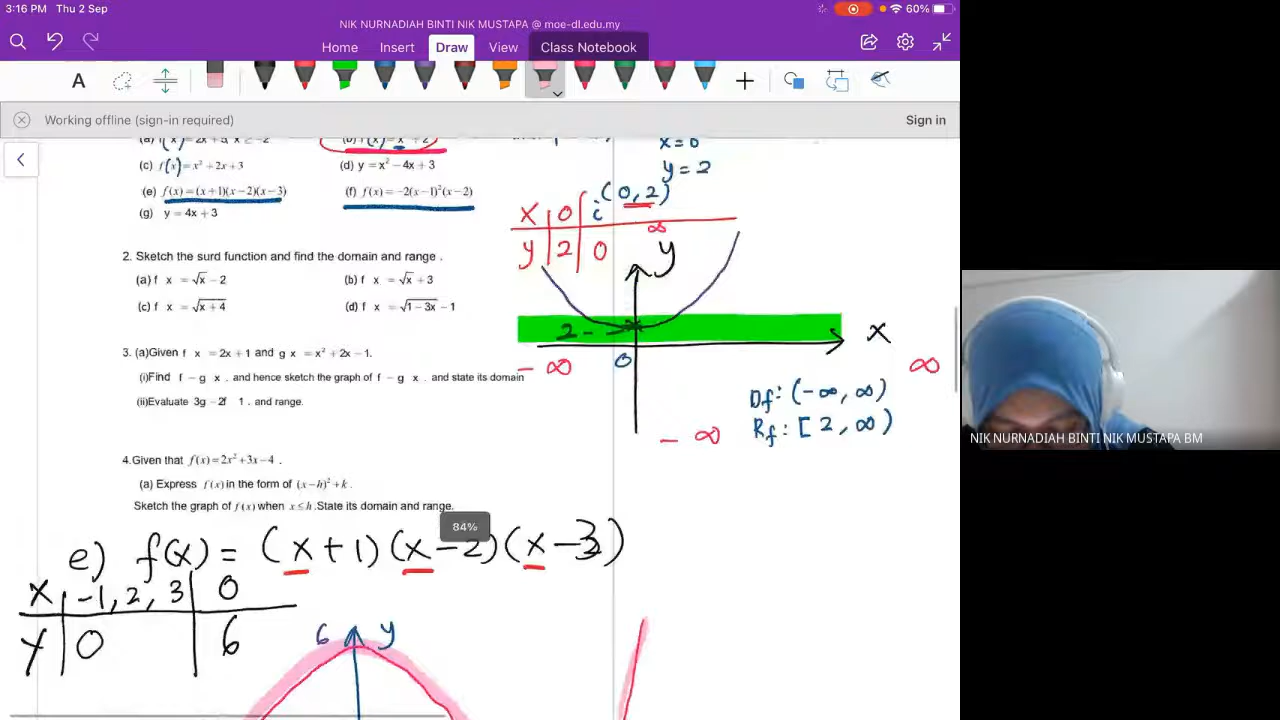 3:16 PM Thu 2 Sep
60%
NIK NURNADIAH BINTI NIK MUSTAPA @ moe-dl.edu.my
Home Insert Draw View Class Notebook
A
Working offline (sign-in required) Sign in
(c) f(x) = x² + 2x + 3 (d) y = x² − 4x + 3
(e) f(x) = (x+1)(x−2)(x−3) (f) f(x) = −2(x−1)²(x−2)
(g) y = 4x + 3
2. Sketch the surd function and find the domain and range .
(a) f x = √x − 2 (b) f x = √x + 3
(c) f x = √x+4 (d) f x = √1−3x − 1
3. (a)Given f x = 2x + 1 and g x = x² + 2x − 1.
(i)Find f − g x . and hence sketch the graph of f − g x . and state its domain
(ii)Evaluate 3g − 2f 1 . and range.
4.Given that f(x) = 2x² + 3x − 4 .
(a) Express f(x) in the form of (x−h)² + k .
Sketch the graph of f(x) when x ≤ h .State its domain and range.
84%
x = 0
y = 2
(0, 2)
x 0 i
y 2 0
∞
y
2 -
x
- ∞ 0 ∞
- ∞
Df: (-∞, ∞)
Rf: [ 2, ∞)
e) f(x) = (x+1)(x-2)(x-3)
x -1, 2, 3 0
y 0 6
6 y
NIK NURNADIAH BINTI NIK MUSTAPA BM